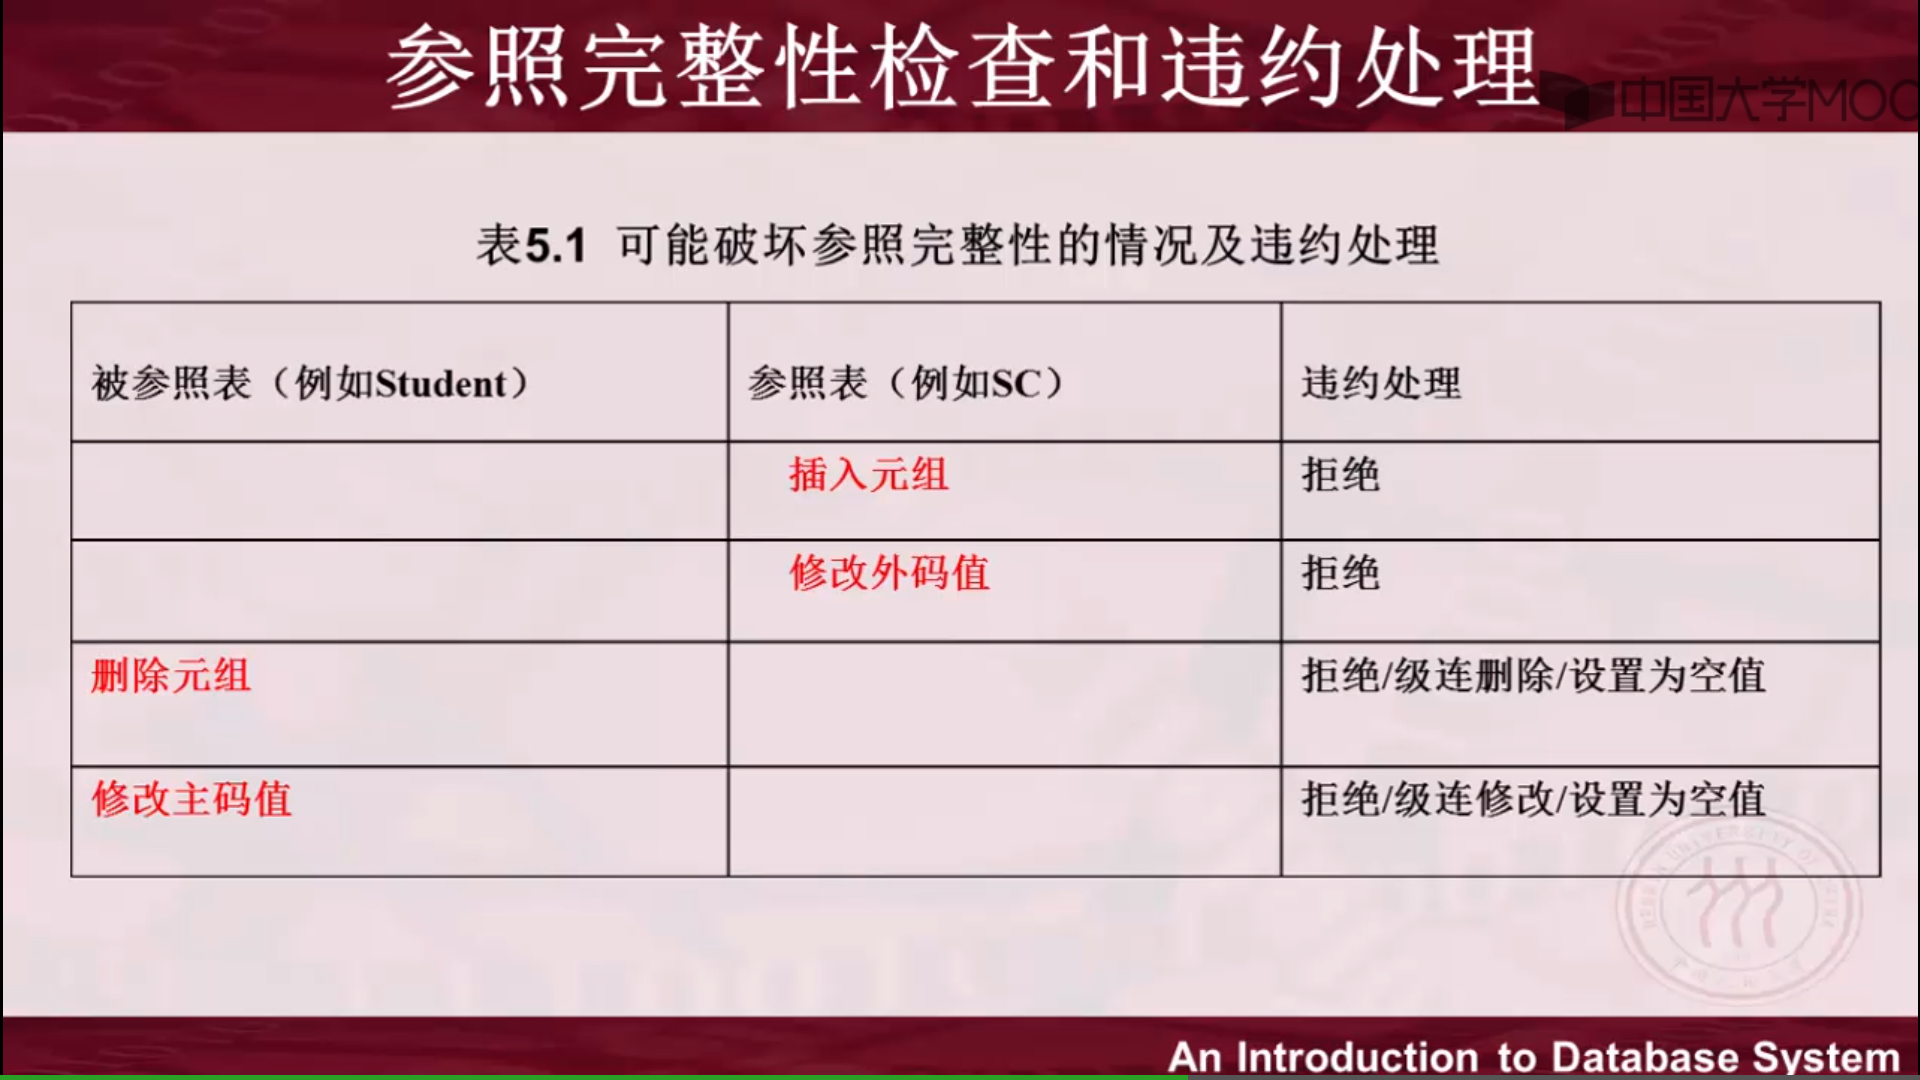 参照完整性检查和违约处理
中国大学MOO
表5.1 可能破坏参照完整性的情况及违约处理
被参照表（例如Student） 参照表（例如SC） 违约处理
插入元组 拒绝
修改外码值 拒绝
删除元组 拒绝/级连删除/设置为空值
修改主码值 拒绝/级连修改/设置为空值
An Introduction to Database System